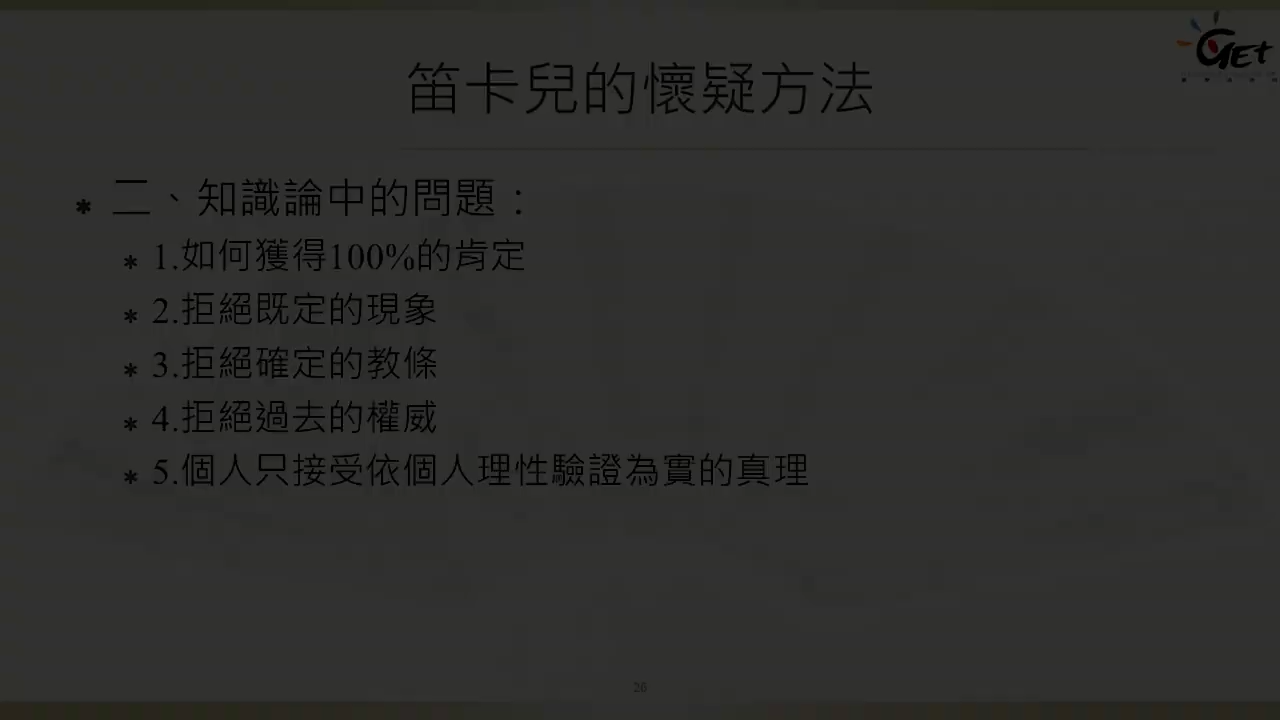 GET
笛卡兒的懷疑方法
* 二、知識論中的問題：
* 1.如何獲得100%的肯定
* 2.拒絕既定的現象
* 3.拒絕確定的教條
* 4.拒絕過去的權威
* 5.個人只接受依個人理性驗證為實的真理
26